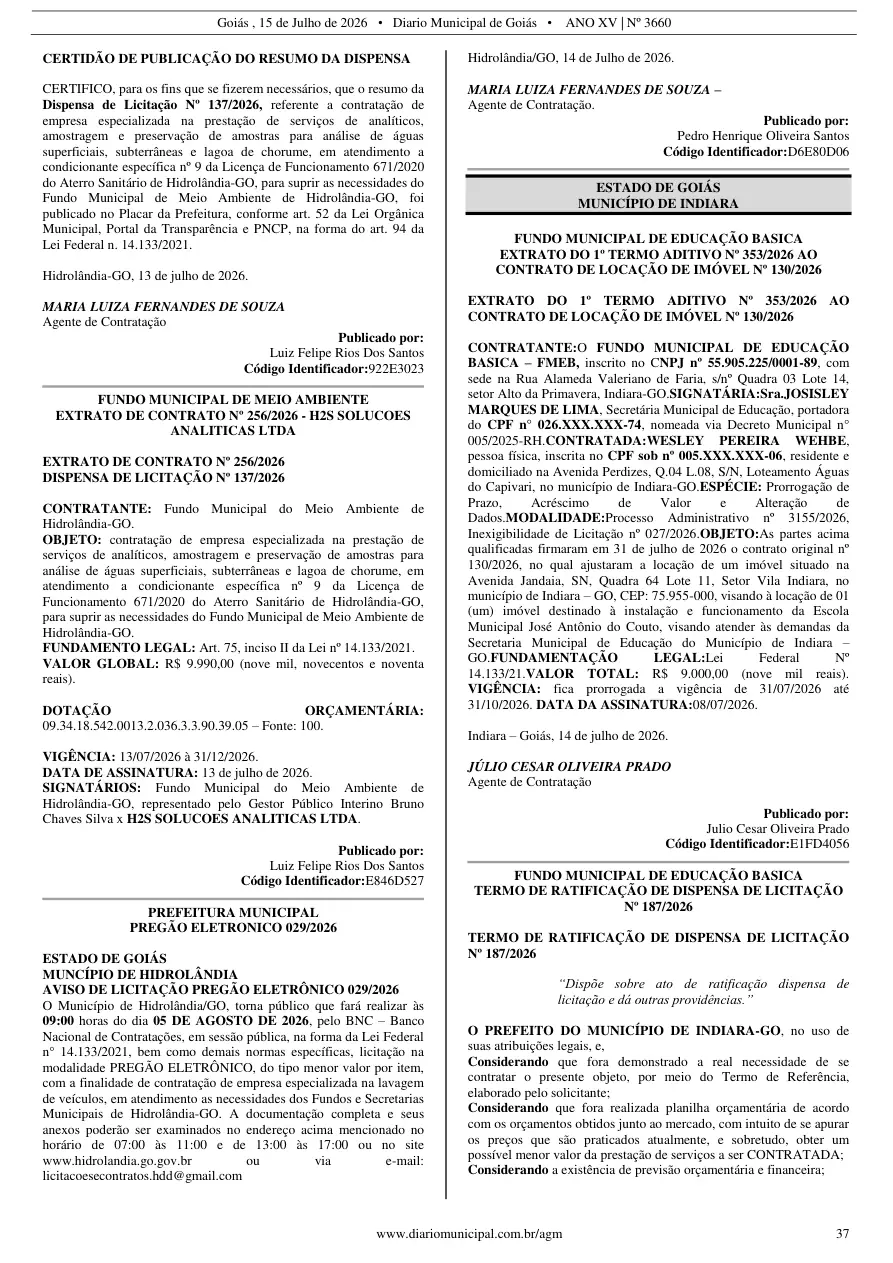 Goiás , 15 de Julho de 2026 • Diario Municipal de Goiás • ANO XV | Nº 3660
CERTIDÃO DE PUBLICAÇÃO DO RESUMO DA DISPENSA
CERTIFICO, para os fins que se fizerem necessários, que o resumo da
Dispensa de Licitação Nº 137/2026, referente a contratação de
empresa especializada na prestação de serviços de analíticos,
amostragem e preservação de amostras para análise de águas
superficiais, subterrâneas e lagoa de chorume, em atendimento a
condicionante específica nº 9 da Licença de Funcionamento 671/2020
do Aterro Sanitário de Hidrolândia-GO, para suprir as necessidades do
Fundo Municipal de Meio Ambiente de Hidrolândia-GO, foi
publicado no Placar da Prefeitura, conforme art. 52 da Lei Orgânica
Municipal, Portal da Transparência e PNCP, na forma do art. 94 da
Lei Federal n. 14.133/2021.
Hidrolândia-GO, 13 de julho de 2026.
MARIA LUIZA FERNANDES DE SOUZA
Agente de Contratação
Publicado por:
Luiz Felipe Rios Dos Santos
Código Identificador:922E3023
FUNDO MUNICIPAL DE MEIO AMBIENTE
EXTRATO DE CONTRATO Nº 256/2026 - H2S SOLUCOES
ANALITICAS LTDA
EXTRATO DE CONTRATO Nº 256/2026
DISPENSA DE LICITAÇÃO Nº 137/2026
CONTRATANTE: Fundo Municipal do Meio Ambiente de
Hidrolândia-GO.
OBJETO: contratação de empresa especializada na prestação de
serviços de analíticos, amostragem e preservação de amostras para
análise de águas superficiais, subterrâneas e lagoa de chorume, em
atendimento a condicionante específica nº 9 da Licença de
Funcionamento 671/2020 do Aterro Sanitário de Hidrolândia-GO,
para suprir as necessidades do Fundo Municipal de Meio Ambiente de
Hidrolândia-GO.
FUNDAMENTO LEGAL: Art. 75, inciso II da Lei nº 14.133/2021.
VALOR GLOBAL: R$ 9.990,00 (nove mil, novecentos e noventa
reais).
DOTAÇÃO ORÇAMENTÁRIA:
09.34.18.542.0013.2.036.3.3.90.39.05 – Fonte: 100.
VIGÊNCIA: 13/07/2026 à 31/12/2026.
DATA DE ASSINATURA: 13 de julho de 2026.
SIGNATÁRIOS: Fundo Municipal do Meio Ambiente de
Hidrolândia-GO, representado pelo Gestor Público Interino Bruno
Chaves Silva x H2S SOLUCOES ANALITICAS LTDA.
Publicado por:
Luiz Felipe Rios Dos Santos
Código Identificador:E846D527
PREFEITURA MUNICIPAL
PREGÃO ELETRONICO 029/2026
ESTADO DE GOIÁS
MUNCÍPIO DE HIDROLÂNDIA
AVISO DE LICITAÇÃO PREGÃO ELETRÔNICO 029/2026
O Município de Hidrolândia/GO, torna público que fará realizar às
09:00 horas do dia 05 DE AGOSTO DE 2026, pelo BNC – Banco
Nacional de Contratações, em sessão pública, na forma da Lei Federal
n° 14.133/2021, bem como demais normas específicas, licitação na
modalidade PREGÃO ELETRÔNICO, do tipo menor valor por item,
com a finalidade de contratação de empresa especializada na lavagem
de veículos, em atendimento as necessidades dos Fundos e Secretarias
Municipais de Hidrolândia-GO. A documentação completa e seus
anexos poderão ser examinados no endereço acima mencionado no
horário de 07:00 às 11:00 e de 13:00 às 17:00 ou no site
www.hidrolandia.go.gov.br ou via e-mail:
licitacoesecontratos.hdd@gmail.com
Hidrolândia/GO, 14 de Julho de 2026.
MARIA LUIZA FERNANDES DE SOUZA –
Agente de Contratação.
Publicado por:
Pedro Henrique Oliveira Santos
Código Identificador:D6E80D06
ESTADO DE GOIÁS
MUNICÍPIO DE INDIARA
FUNDO MUNICIPAL DE EDUCAÇÃO BASICA
EXTRATO DO 1º TERMO ADITIVO Nº 353/2026 AO
CONTRATO DE LOCAÇÃO DE IMÓVEL Nº 130/2026
EXTRATO DO 1º TERMO ADITIVO Nº 353/2026 AO
CONTRATO DE LOCAÇÃO DE IMÓVEL Nº 130/2026
CONTRATANTE:O FUNDO MUNICIPAL DE EDUCAÇÃO
BASICA – FMEB, inscrito no CNPJ nº 55.905.225/0001-89, com
sede na Rua Alameda Valeriano de Faria, s/nº Quadra 03 Lote 14,
setor Alto da Primavera, Indiara-GO.SIGNATÁRIA:Sra.JOSISLEY
MARQUES DE LIMA, Secretária Municipal de Educação, portadora
do CPF n° 026.XXX.XXX-74, nomeada via Decreto Municipal n°
005/2025-RH.CONTRATADA:WESLEY PEREIRA WEHBE,
pessoa física, inscrita no CPF sob nº 005.XXX.XXX-06, residente e
domiciliado na Avenida Perdizes, Q.04 L.08, S/N, Loteamento Águas
do Capivari, no município de Indiara-GO.ESPÉCIE: Prorrogação de
Prazo, Acréscimo de Valor e Alteração de
Dados.MODALIDADE:Processo Administrativo nº 3155/2026,
Inexigibilidade de Licitação nº 027/2026.OBJETO:As partes acima
qualificadas firmaram em 31 de julho de 2026 o contrato original nº
130/2026, no qual ajustaram a locação de um imóvel situado na
Avenida Jandaia, SN, Quadra 64 Lote 11, Setor Vila Indiara, no
município de Indiara – GO, CEP: 75.955-000, visando à locação de 01
(um) imóvel destinado à instalação e funcionamento da Escola
Municipal José Antônio do Couto, visando atender às demandas da
Secretaria Municipal de Educação do Município de Indiara –
GO.FUNDAMENTAÇÃO LEGAL:Lei Federal Nº
14.133/21.VALOR TOTAL: R$ 9.000,00 (nove mil reais).
VIGÊNCIA: fica prorrogada a vigência de 31/07/2026 até
31/10/2026. DATA DA ASSINATURA:08/07/2026.
Indiara – Goiás, 14 de julho de 2026.
JÚLIO CESAR OLIVEIRA PRADO
Agente de Contratação
Publicado por:
Julio Cesar Oliveira Prado
Código Identificador:E1FD4056
FUNDO MUNICIPAL DE EDUCAÇÃO BASICA
TERMO DE RATIFICAÇÃO DE DISPENSA DE LICITAÇÃO
Nº 187/2026
TERMO DE RATIFICAÇÃO DE DISPENSA DE LICITAÇÃO
Nº 187/2026
“Dispõe sobre ato de ratificação dispensa de
licitação e dá outras providências.”
O PREFEITO DO MUNICÍPIO DE INDIARA-GO, no uso de
suas atribuições legais, e,
Considerando que fora demonstrado a real necessidade de se
contratar o presente objeto, por meio do Termo de Referência,
elaborado pelo solicitante;
Considerando que fora realizada planilha orçamentária de acordo
com os orçamentos obtidos junto ao mercado, com intuito de se apurar
os preços que são praticados atualmente, e sobretudo, obter um
possível menor valor da prestação de serviços a ser CONTRATADA;
Considerando a existência de previsão orçamentária e financeira;
www.diariomunicipal.com.br/agm
37